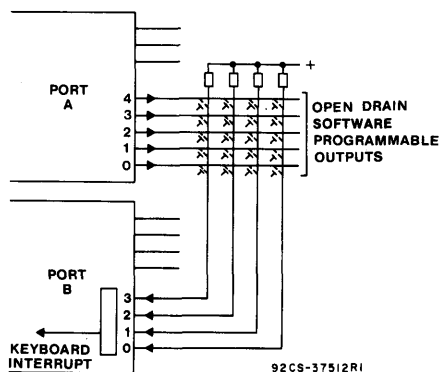 +
PORT
A
4
3
2
1
0
OPEN DRAIN
SOFTWARE
PROGRAMMABLE
OUTPUTS
PORT
B
3
2
1
0
KEYBOARD
INTERRUPT
92CS-37512RI